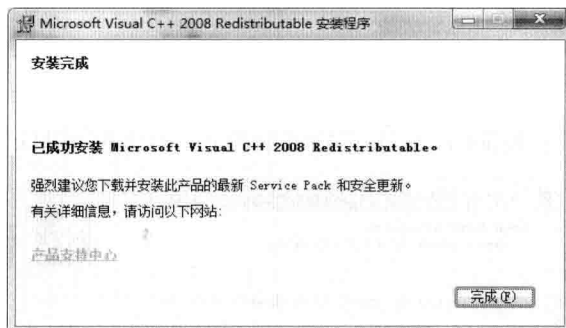 Microsoft Visual C++ 2008 Redistributable 安装程序
安装完成
已成功安装 Microsoft Visual C++ 2008 Redistributable。
强烈建议您下载并安装此产品的最新 Service Pack 和安全更新。
有关详细信息，请访问以下网站:
产品支持中心
完成(F)